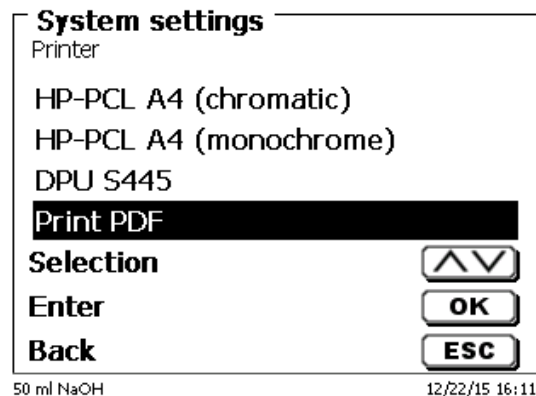 System settings
Printer
HP-PCL A4 (chromatic)
HP-PCL A4 (monochrome)
DPU S445
Print PDF
Selection
Enter OK
Back ESC
50 ml NaOH 12/22/15 16:11